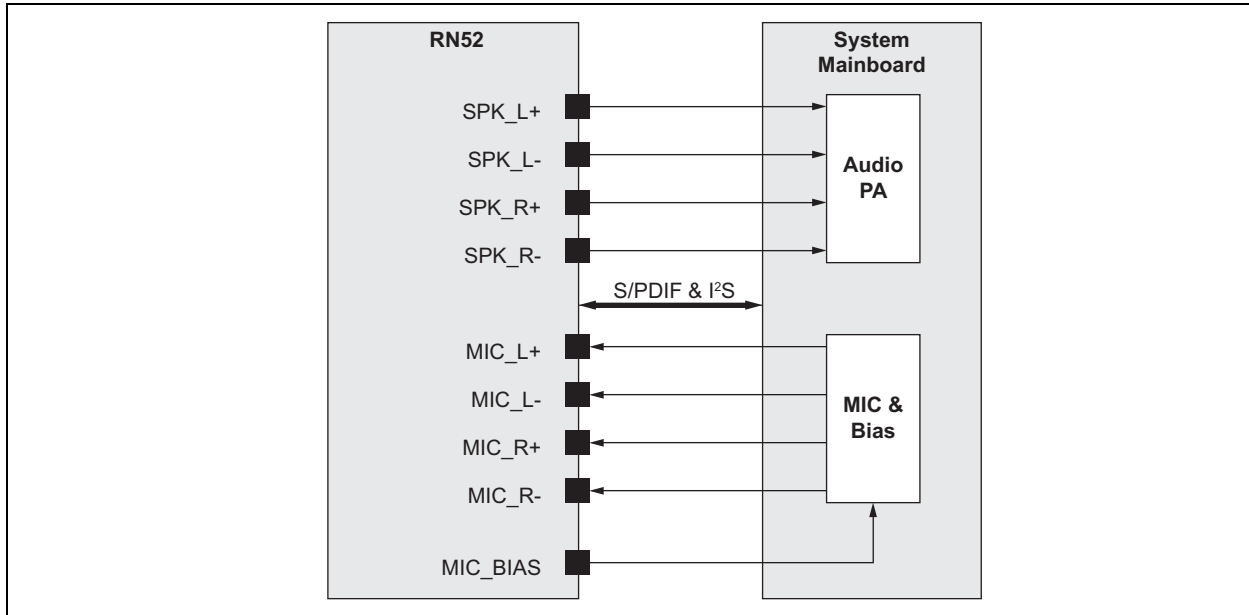 RN52
System
Mainboard
SPK_L+
SPK_L-
SPK_R+
SPK_R-
Audio
PA
S/PDIF & I²S
MIC_L+
MIC_L-
MIC_R+
MIC_R-
MIC &
Bias
MIC_BIAS